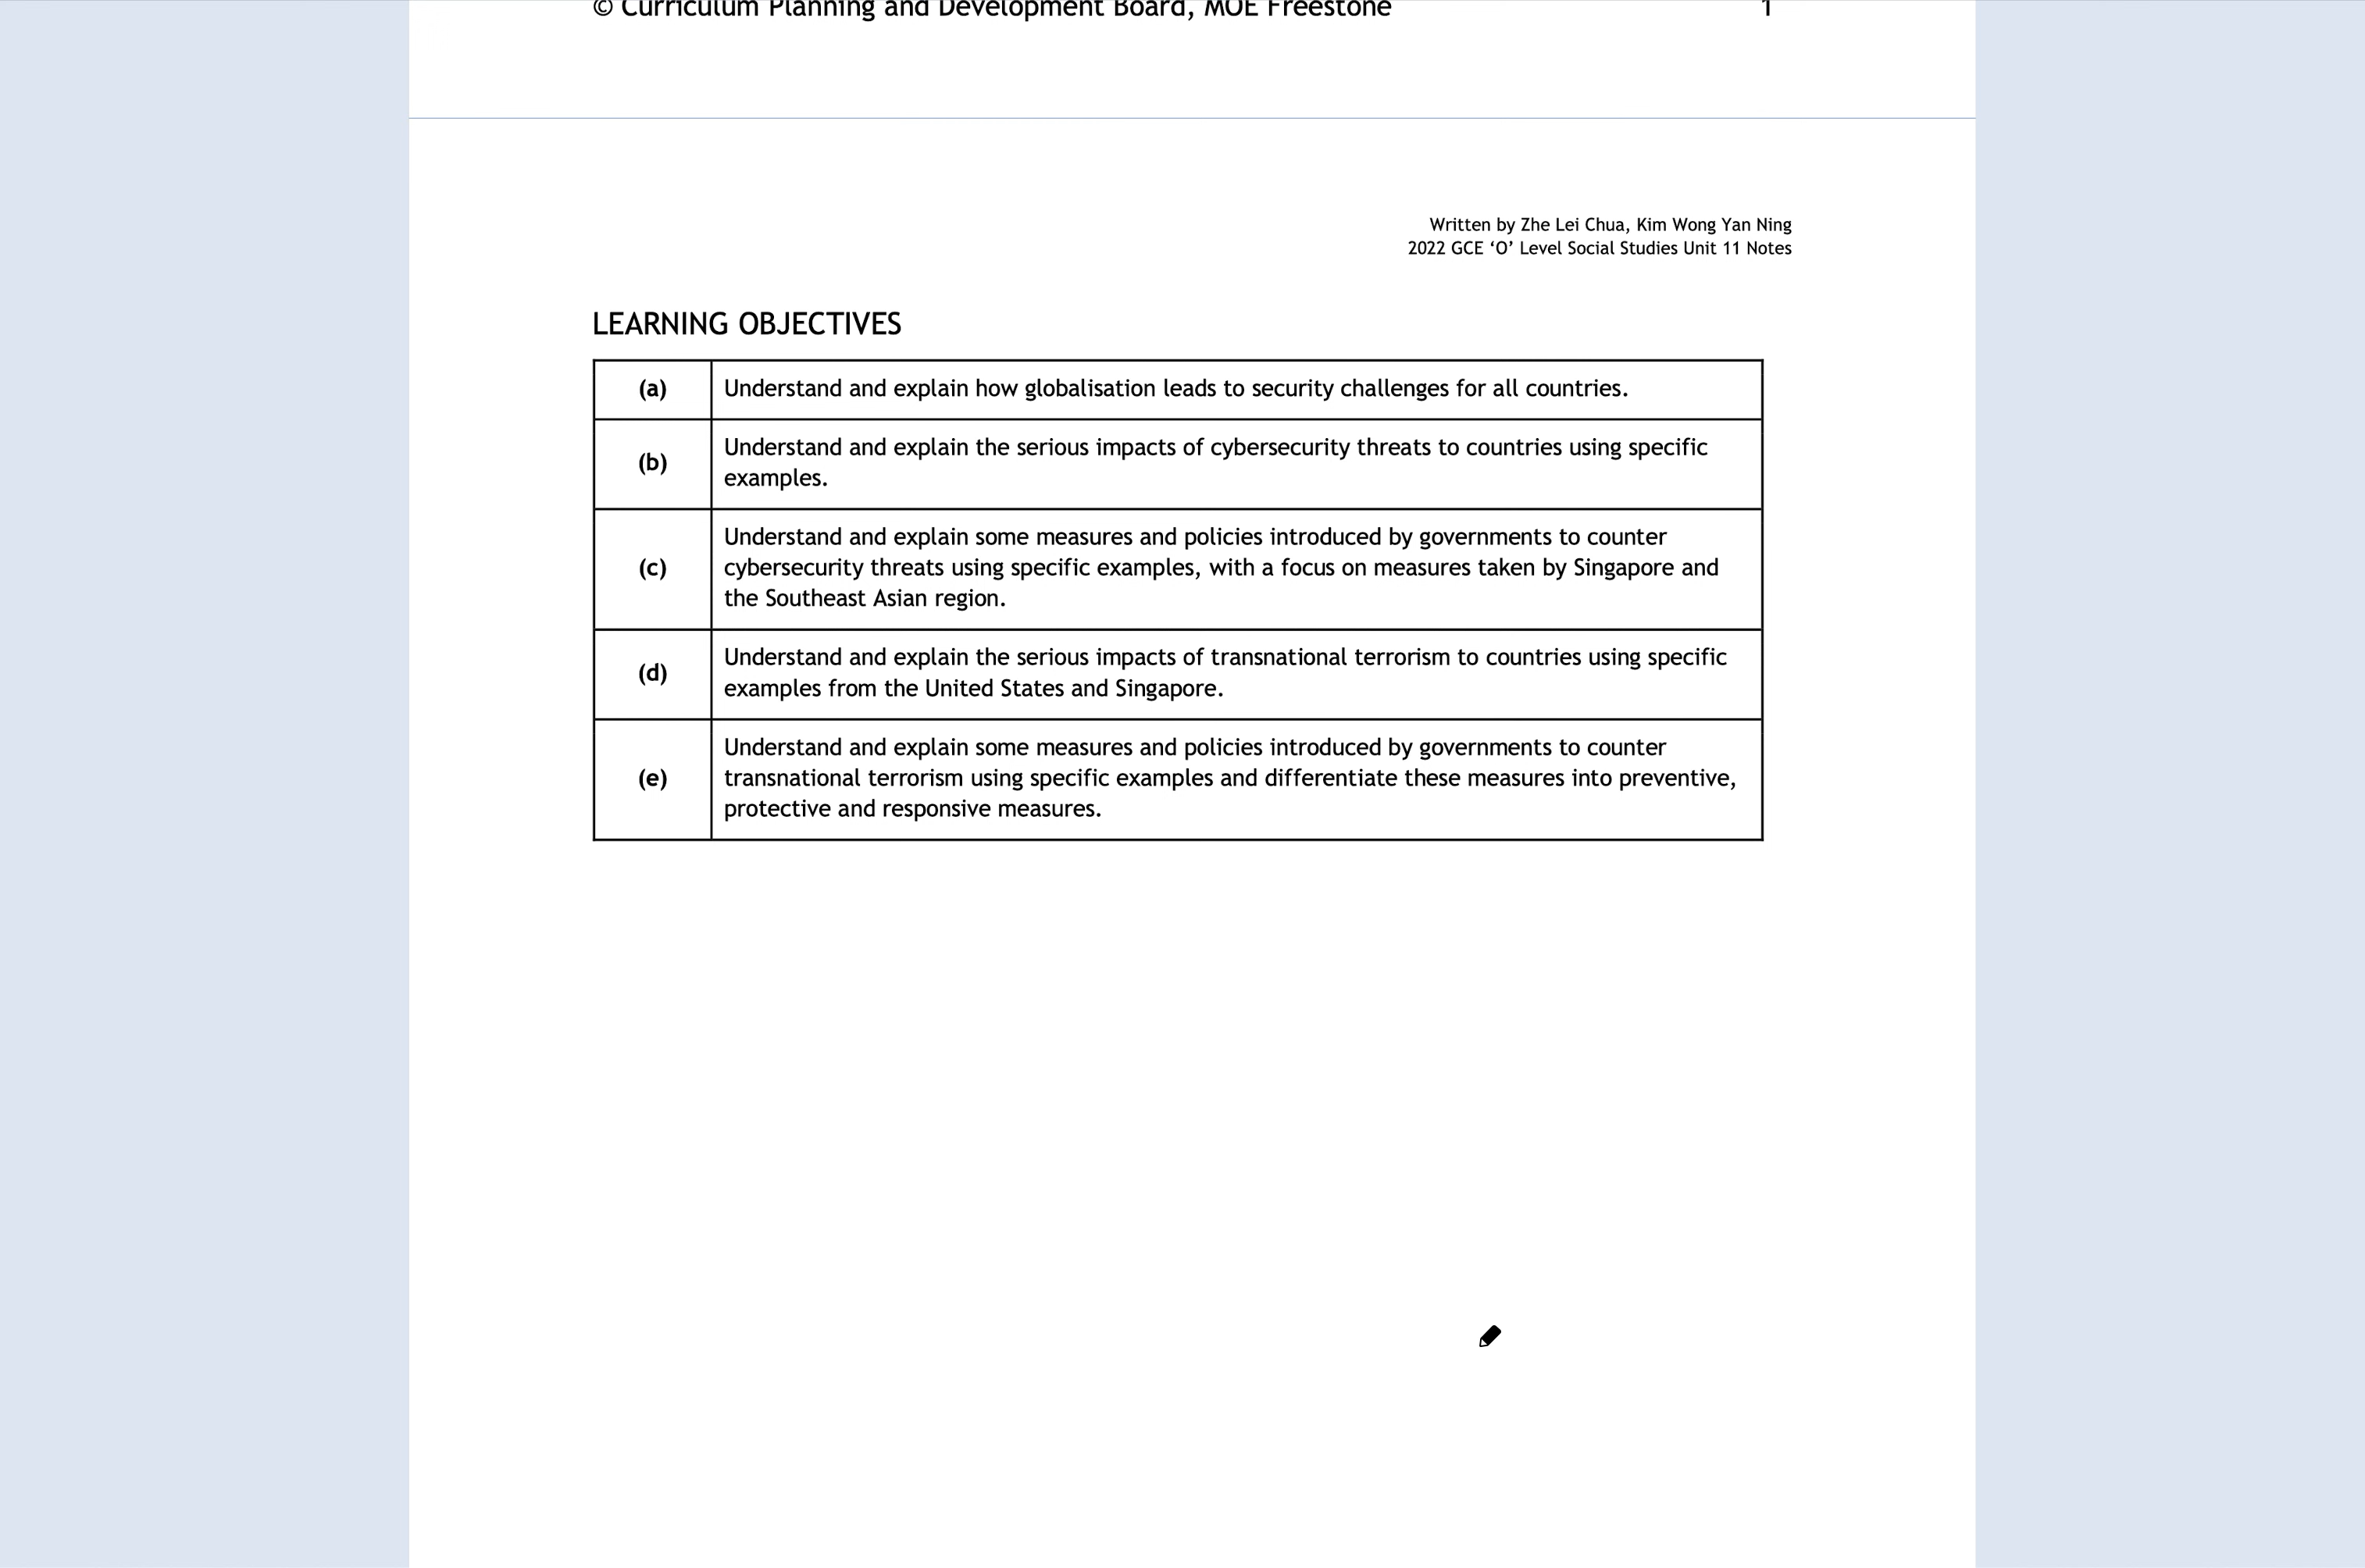 © Curriculum Planning and Development Board, MOE Freestone 1
Written by Zhe Lei Chua, Kim Wong Yan Ning
2022 GCE ‘O’ Level Social Studies Unit 11 Notes
LEARNING OBJECTIVES
(a) Understand and explain how globalisation leads to security challenges for all countries.
(b) Understand and explain the serious impacts of cybersecurity threats to countries using specific
examples.
(c) Understand and explain some measures and policies introduced by governments to counter
cybersecurity threats using specific examples, with a focus on measures taken by Singapore and
the Southeast Asian region.
(d) Understand and explain the serious impacts of transnational terrorism to countries using specific
examples from the United States and Singapore.
(e) Understand and explain some measures and policies introduced by governments to counter
transnational terrorism using specific examples and differentiate these measures into preventive,
protective and responsive measures.